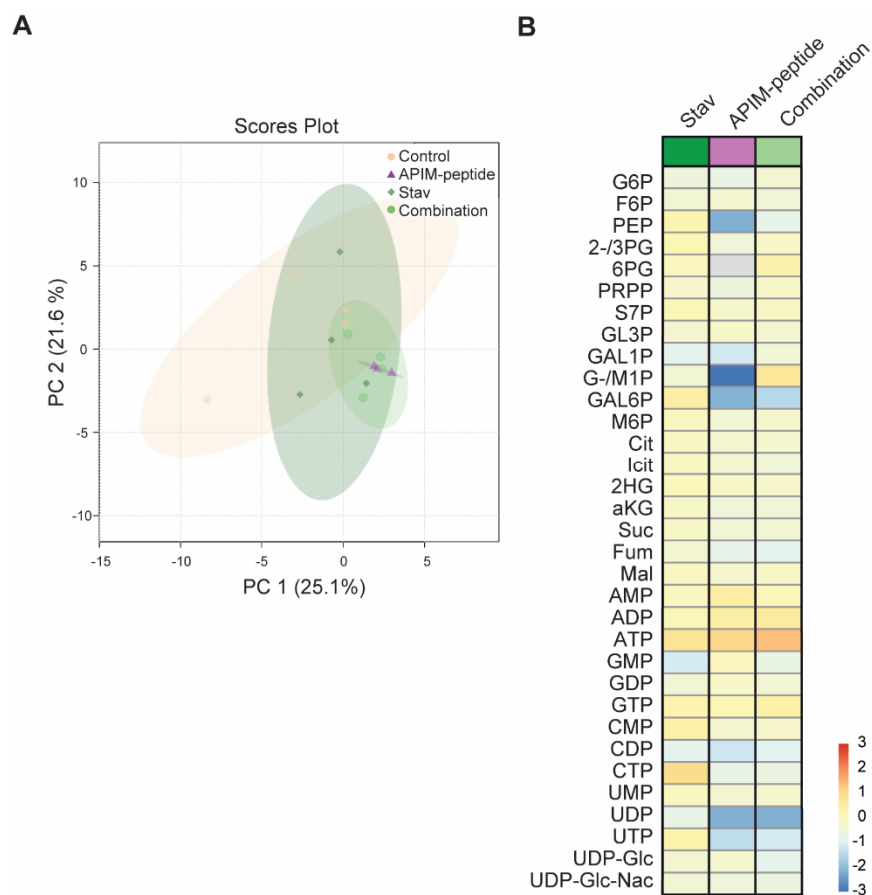 A
Scores Plot
Control
APIM-peptide
Stav
Combination
10
5
0
-5
-10
-15
-10
-5
0
5
PC 2 (21.6 %)
PC 1 (25.1%)
B
Stav
APIM-peptide
Combination
G6P
F6P
PEP
2-/3PG
6PG
PRPP
S7P
GL3P
GAL1P
G-/M1P
GAL6P
M6P
Cit
Icit
2HG
aKG
Suc
Fum
Mal
AMP
ADP
ATP
GMP
GDP
GTP
CMP
CDP
CTP
UMP
UDP
UTP
UDP-Glc
UDP-Glc-Nac
3
2
1
0
-1
-2
-3